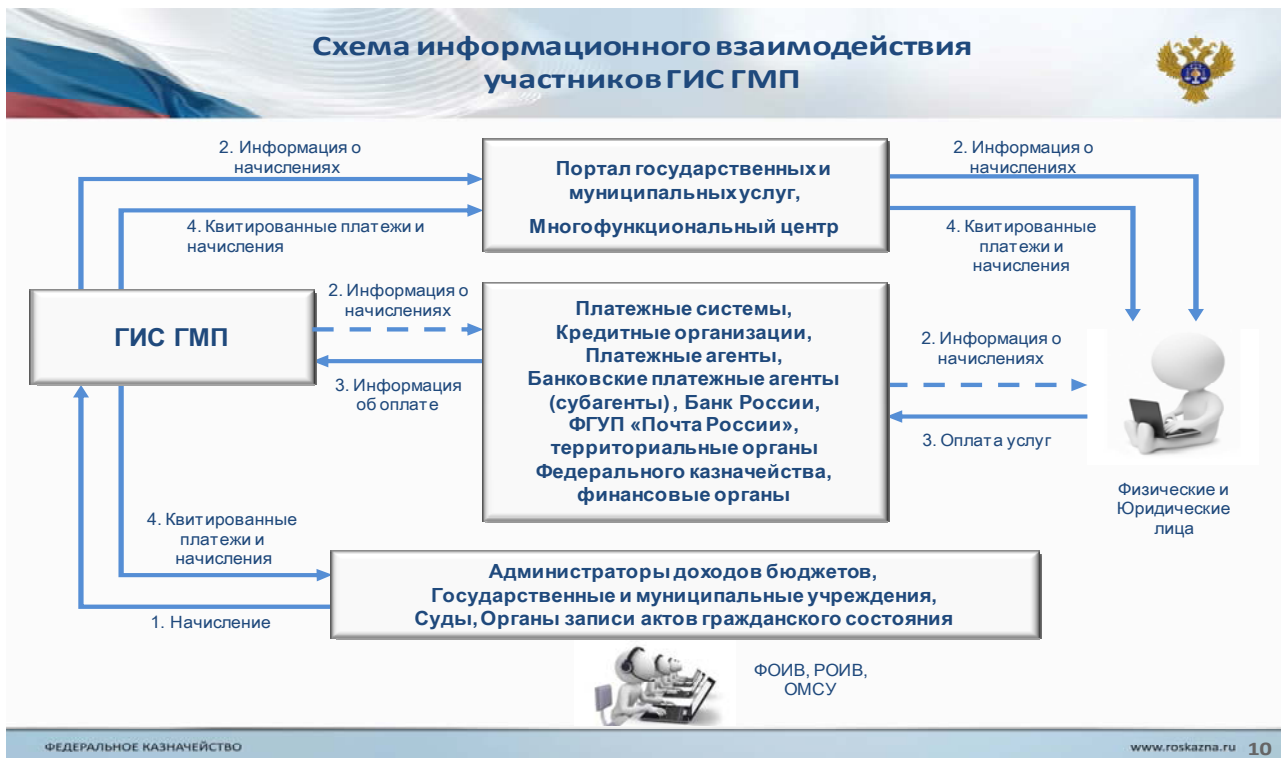 Схема информационного взаимодействия
участников ГИС ГМП
2. Информация о
начислениях
4. Квитированные платежи и
начисления
Портал государственных и
муниципальных услуг,
Многофункциональный центр
2. Информация о
начислениях
4. Квитированные
платежи и
начисления
ГИС ГМП
2. Информация о
начислениях
3. Информация
об оплате
Платежные системы,
Кредитные организации,
Платежные агенты,
Банковские платежные агенты
(субагенты) , Банк России,
ФГУП «Почта России»,
территориальные органы
Федерального казначейства,
финансовые органы
2. Информация о
начислениях
3. Оплата услуг
Физические и
Юридические
лица
4. Квитированные
платежи и
начисления
1. Начисление
Администраторы доходов бюджетов,
Государственные и муниципальные учреждения,
Суды, Органы записи актов гражданского состояния
ФОИВ, РОИВ,
ОМСУ
ФЕДЕРАЛЬНОЕ КАЗНАЧЕЙСТВО
www.roskazna.ru 10